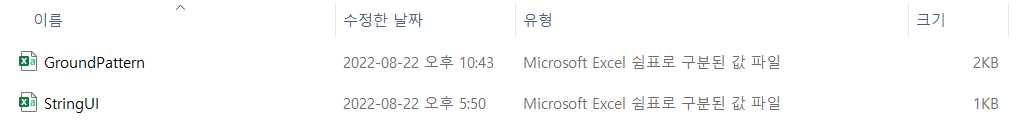 이름 수정한 날짜 유형 크기
GroundPattern 2022-08-22 오후 10:43 Microsoft Excel 쉼표로 구분된 값 파일 2KB
StringUI 2022-08-22 오후 5:50 Microsoft Excel 쉼표로 구분된 값 파일 1KB